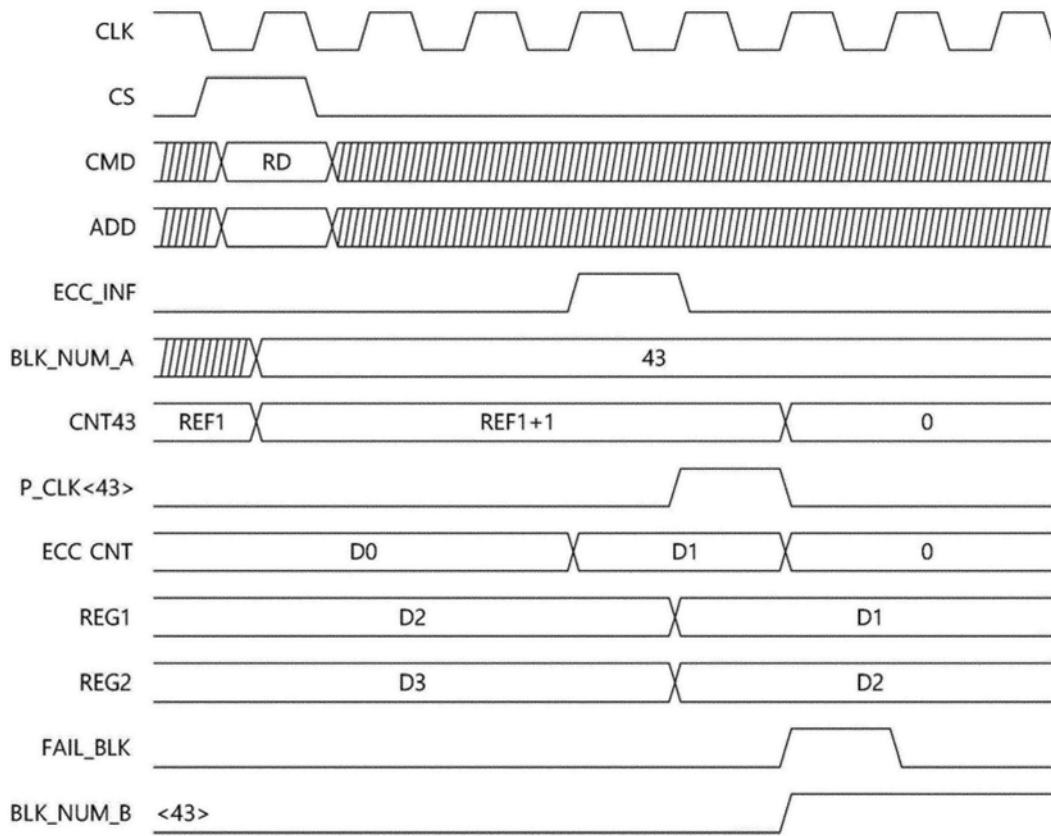 CLK
CS
CMD RD
ADD
ECC_INF
BLK_NUM_A 43
CNT43 REF1 REF1+1 0
P_CLK<43>
ECC CNT D0 D1 0
REG1 D2 D1
REG2 D3 D2
FAIL_BLK
BLK_NUM_B <43>